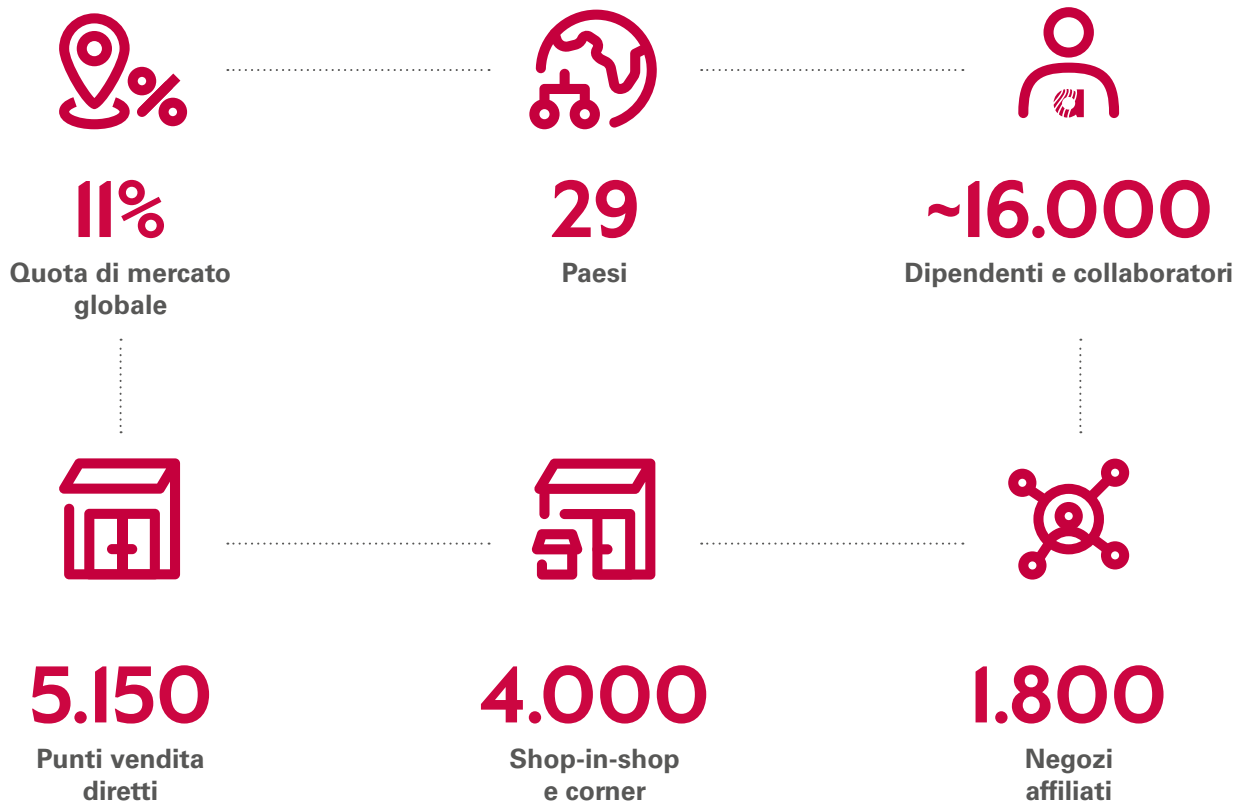 11%
Quota di mercato
globale
29
Paesi
~16.000
Dipendenti e collaboratori
5.150
Punti vendita
diretti
4.000
Shop-in-shop
e corner
1.800
Negozi
affiliati